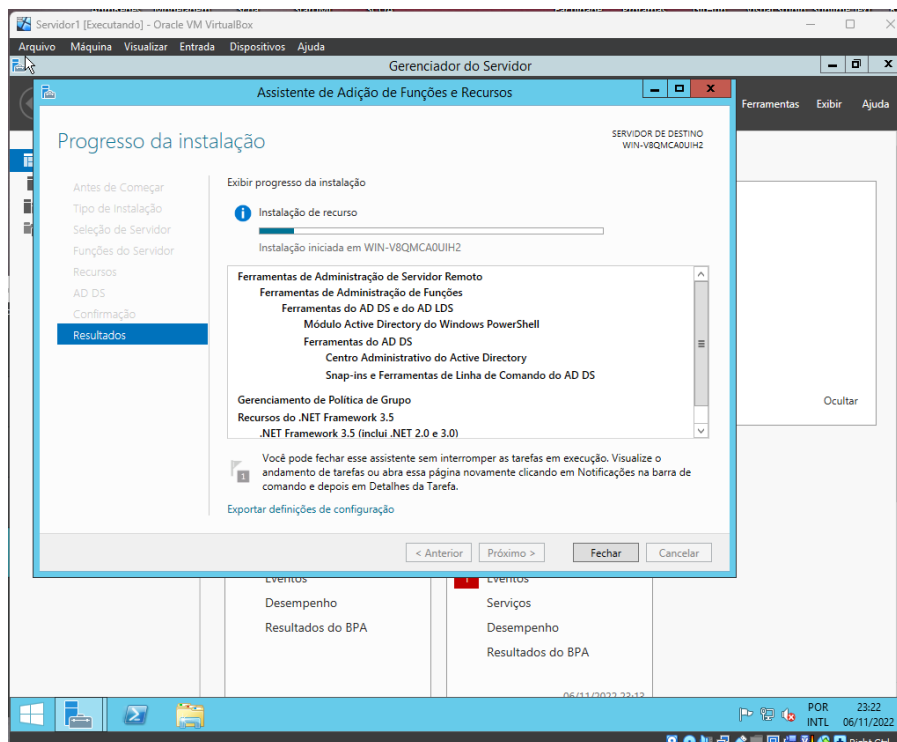 Servidor1 [Executando] - Oracle VM VirtualBox
Arquivo Máquina Visualizar Entrada Dispositivos Ajuda
Gerenciador do Servidor
Assistente de Adição de Funções e Recursos
Ferramentas Exibir Ajuda
Progresso da instalação
SERVIDOR DE DESTINO
WIN-V8QMCA0UIH2
Antes de Começar
Tipo de Instalação
Seleção de Servidor
Funções do Servidor
Recursos
AD DS
Confirmação
Resultados
Exibir progresso da instalação
Instalação de recurso
Instalação iniciada em WIN-V8QMCA0UIH2
Ferramentas de Administração de Servidor Remoto
Ferramentas de Administração de Funções
Ferramentas do AD DS e do AD LDS
Módulo Active Directory do Windows PowerShell
Ferramentas do AD DS
Centro Administrativo do Active Directory
Snap-ins e Ferramentas de Linha de Comando do AD DS
Gerenciamento de Política de Grupo
Recursos do .NET Framework 3.5
.NET Framework 3.5 (inclui .NET 2.0 e 3.0)
Ocultar
1
Você pode fechar esse assistente sem interromper as tarefas em execução. Visualize o
andamento de tarefas ou abra essa página novamente clicando em Notificações na barra de
comando e depois em Detalhes da Tarefa.
Exportar definições de configuração
< Anterior Próximo > Fechar Cancelar
Eventos
1 Eventos
Desempenho
Serviços
Resultados do BPA
Desempenho
Resultados do BPA
06/11/2022 23:13
POR 23:22
INTL 06/11/2022
Right Ctrl